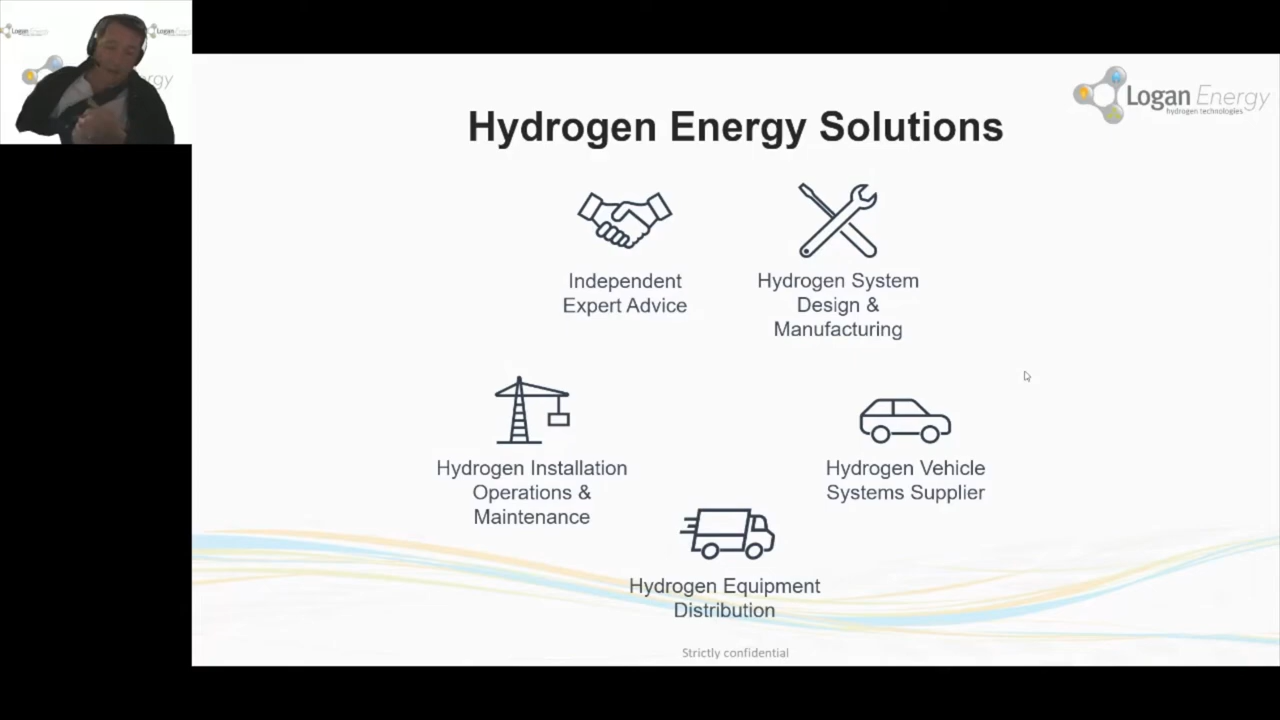 Logan Energy
hydrogen technologies
Hydrogen Energy Solutions
Independent
Expert Advice
Hydrogen System
Design &
Manufacturing
Hydrogen Installation
Operations &
Maintenance
Hydrogen Vehicle
Systems Supplier
Hydrogen Equipment
Distribution
Strictly confidential